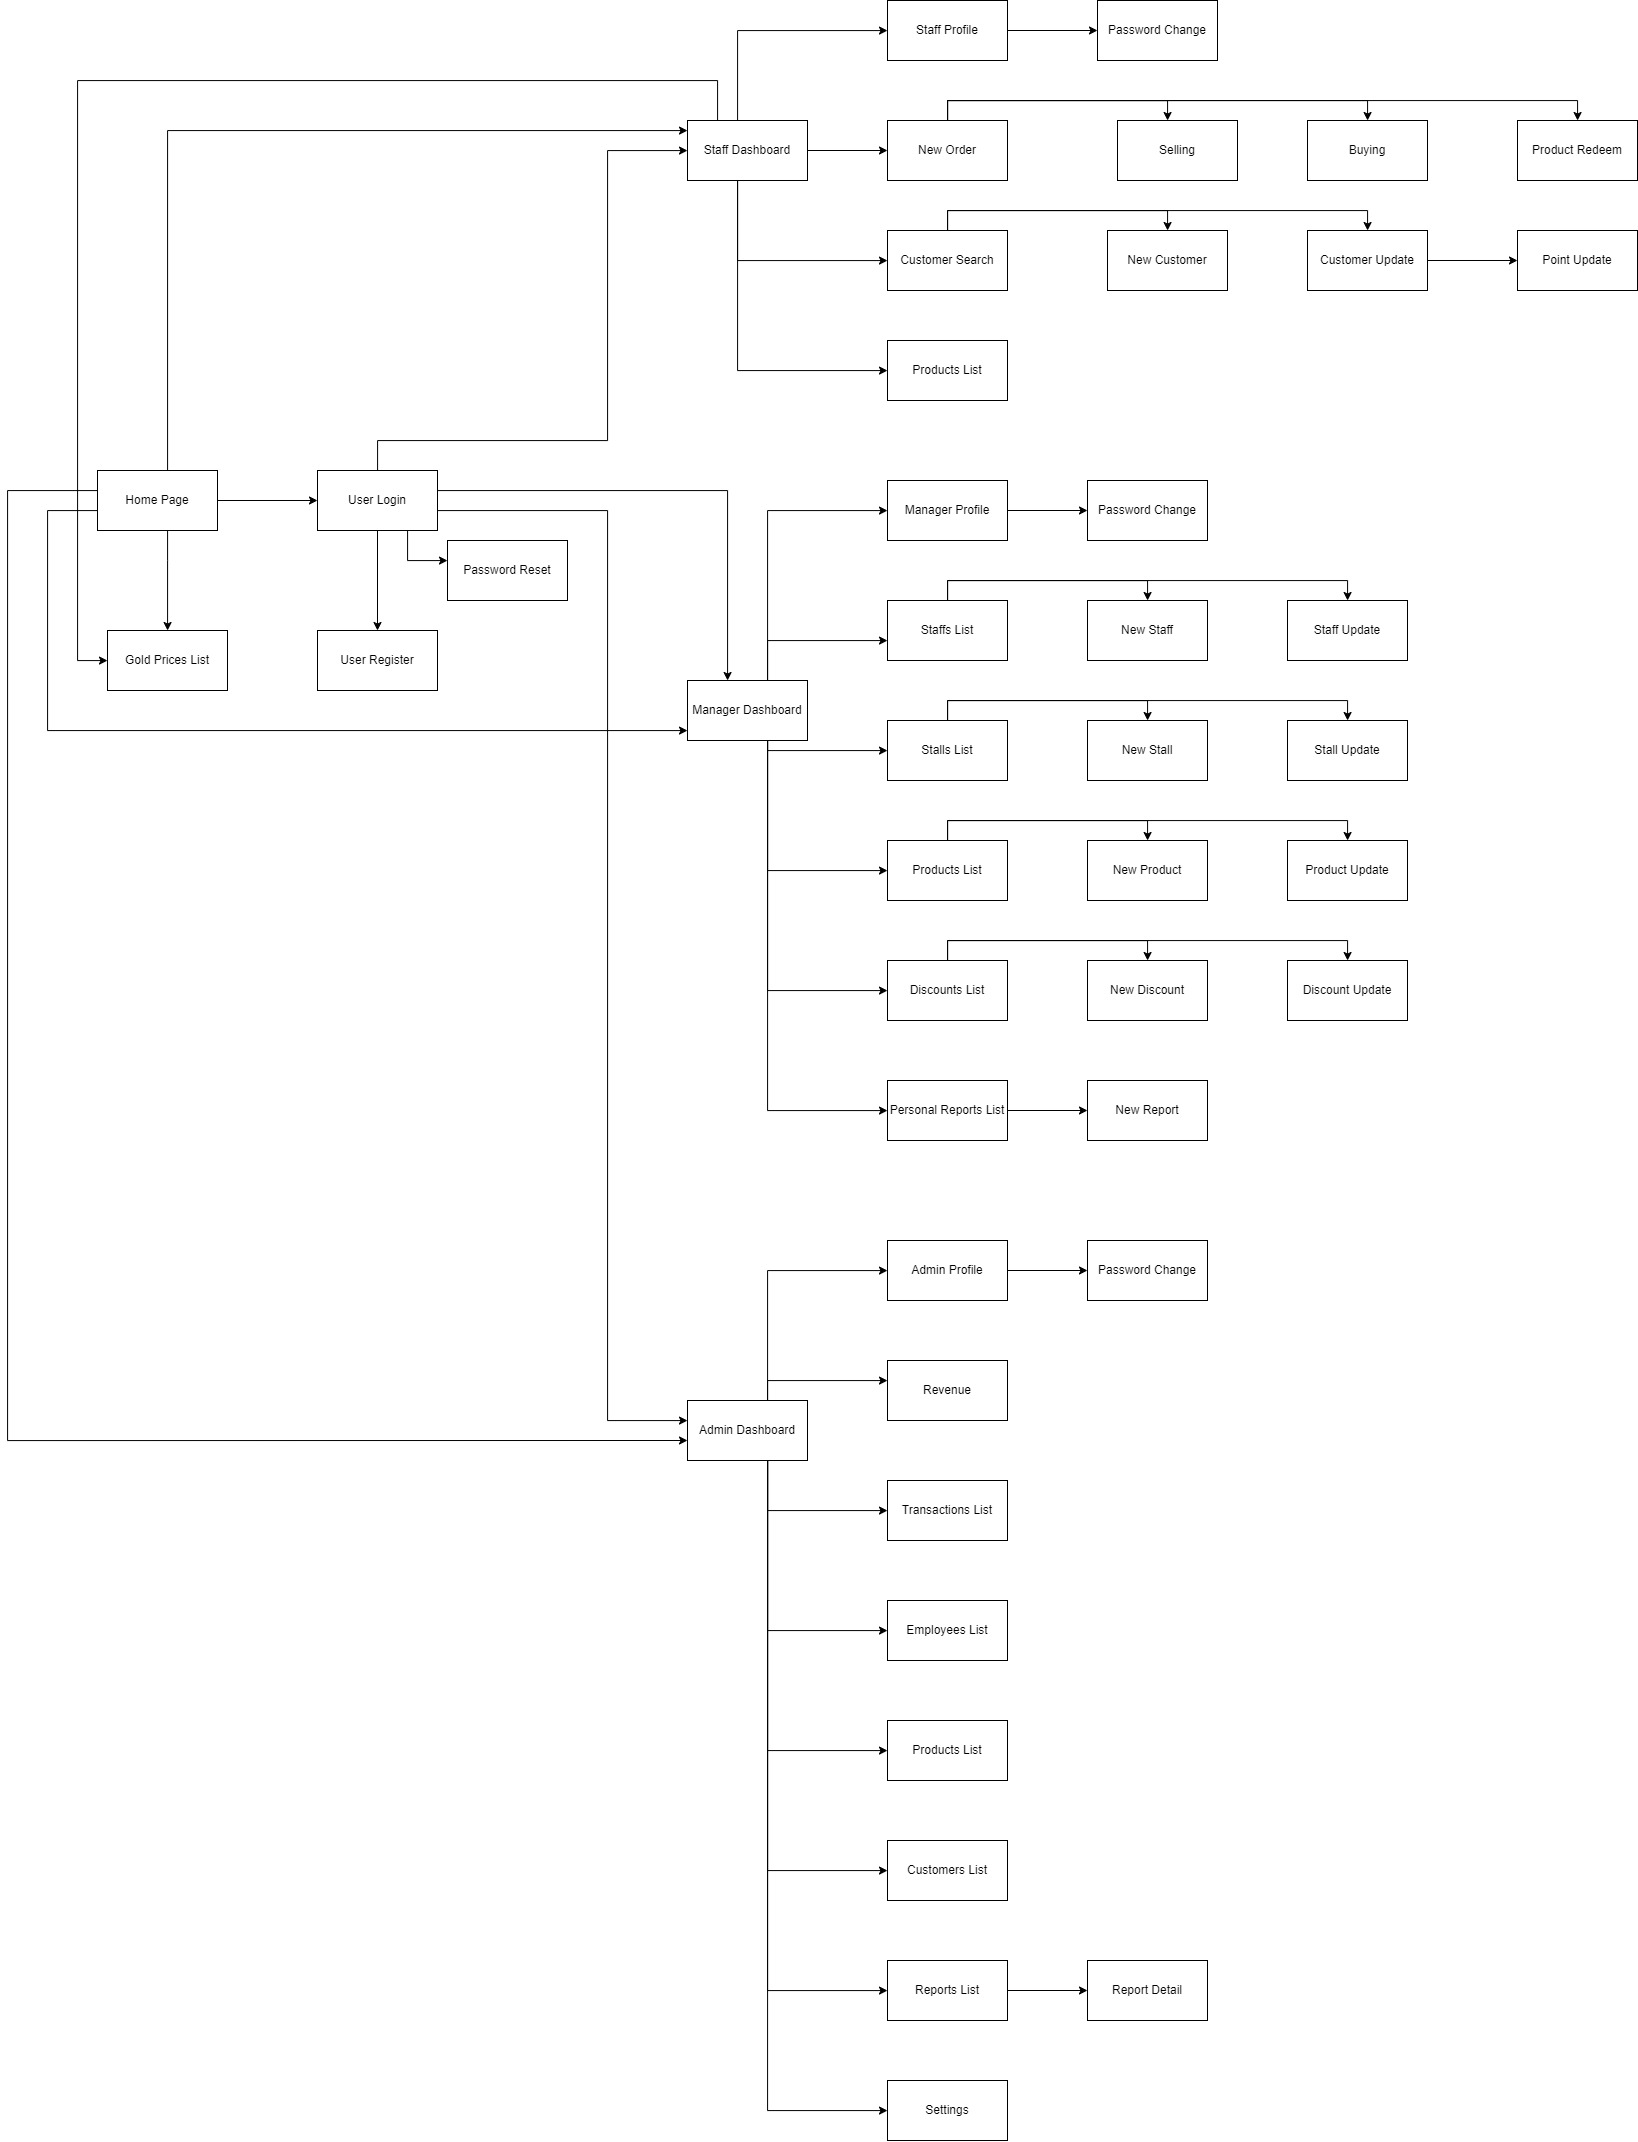 Staff Profile
Password Change
Staff Dashboard
New Order
Selling
Buying
Product Redeem
Customer Search
New Customer
Customer Update
Point Update
Products List
Home Page
User Login
Password Reset
Gold Prices List
User Register
Manager Profile
Password Change
Staffs List
New Staff
Staff Update
Manager Dashboard
Stalls List
New Stall
Stall Update
Products List
New Product
Product Update
Discounts List
New Discount
Discount Update
Personal Reports List
New Report
Admin Profile
Password Change
Revenue
Admin Dashboard
Transactions List
Employees List
Products List
Customers List
Reports List
Report Detail
Settings